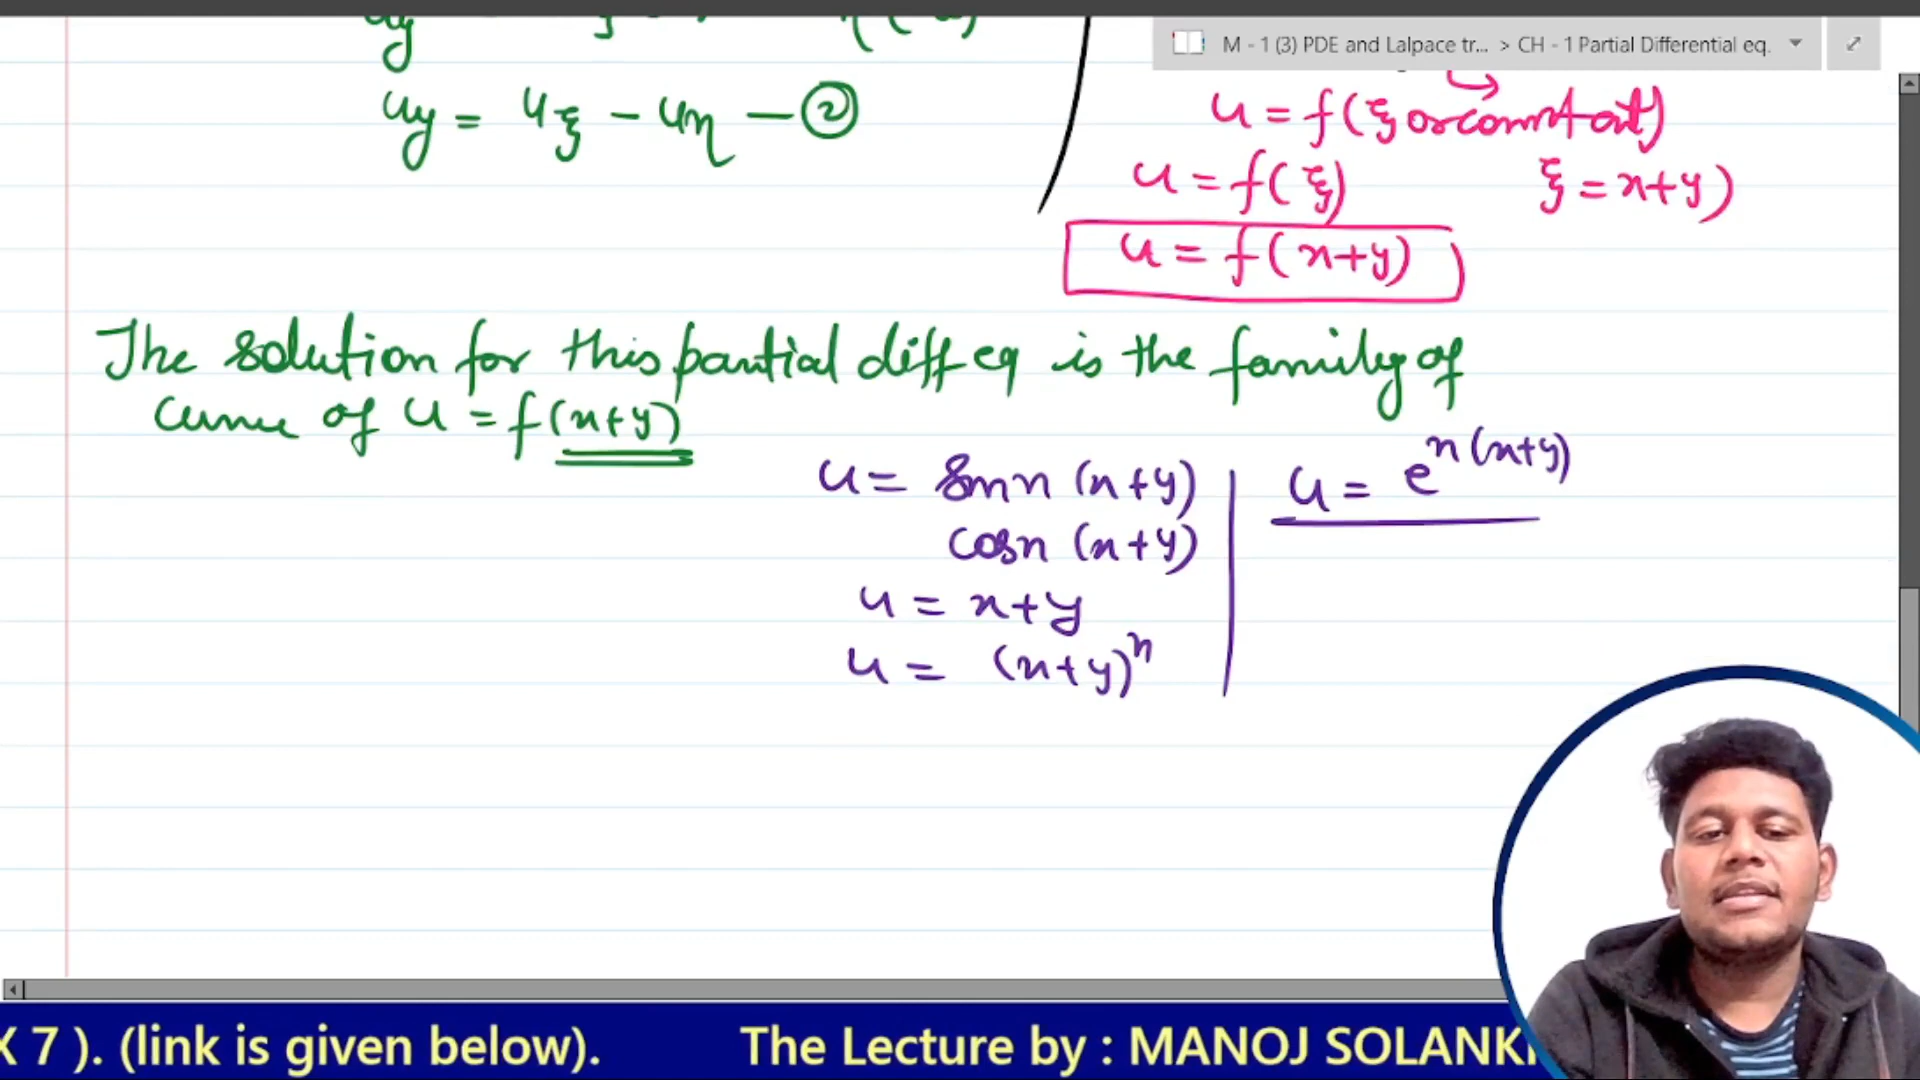 M - 1 (3) PDE and Lalpace tr... > CH - 1 Partial Differential eq.
uy = uξ - uη — ②
u = f(ξ or constant)
u = f(ξ) ξ = x+y)
u = f(x+y)
The solution for this partial diff eq is the family of
curve of u = f(x+y)
u = sin n (x+y)
cos n (x+y)
u = x+y
u = (x+y)^n
u = e^n(x+y)
X 7 ). (link is given below). The Lecture by : MANOJ SOLANKI